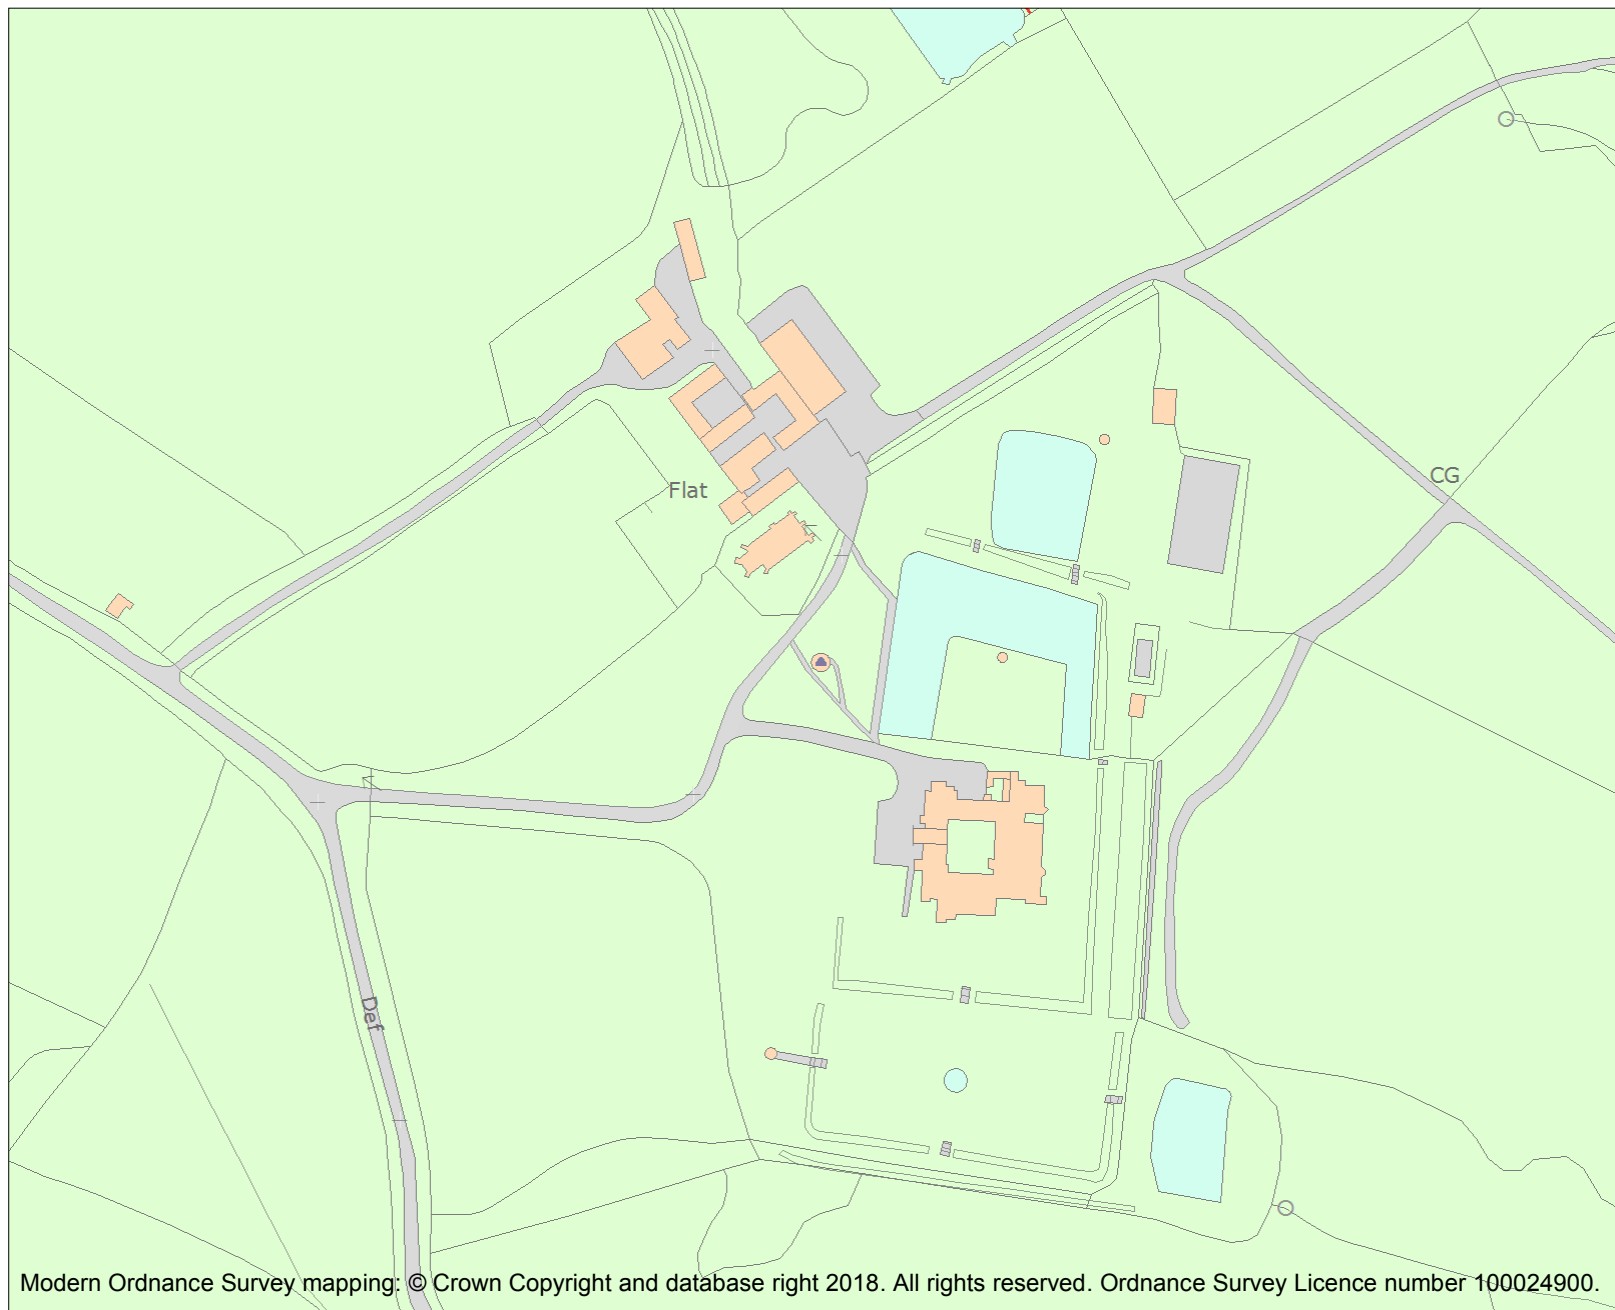 CG
Flat
Def
Modern Ordnance Survey mapping: © Crown Copyright and database right 2018. All rights reserved. Ordnance Survey Licence number 100024900.